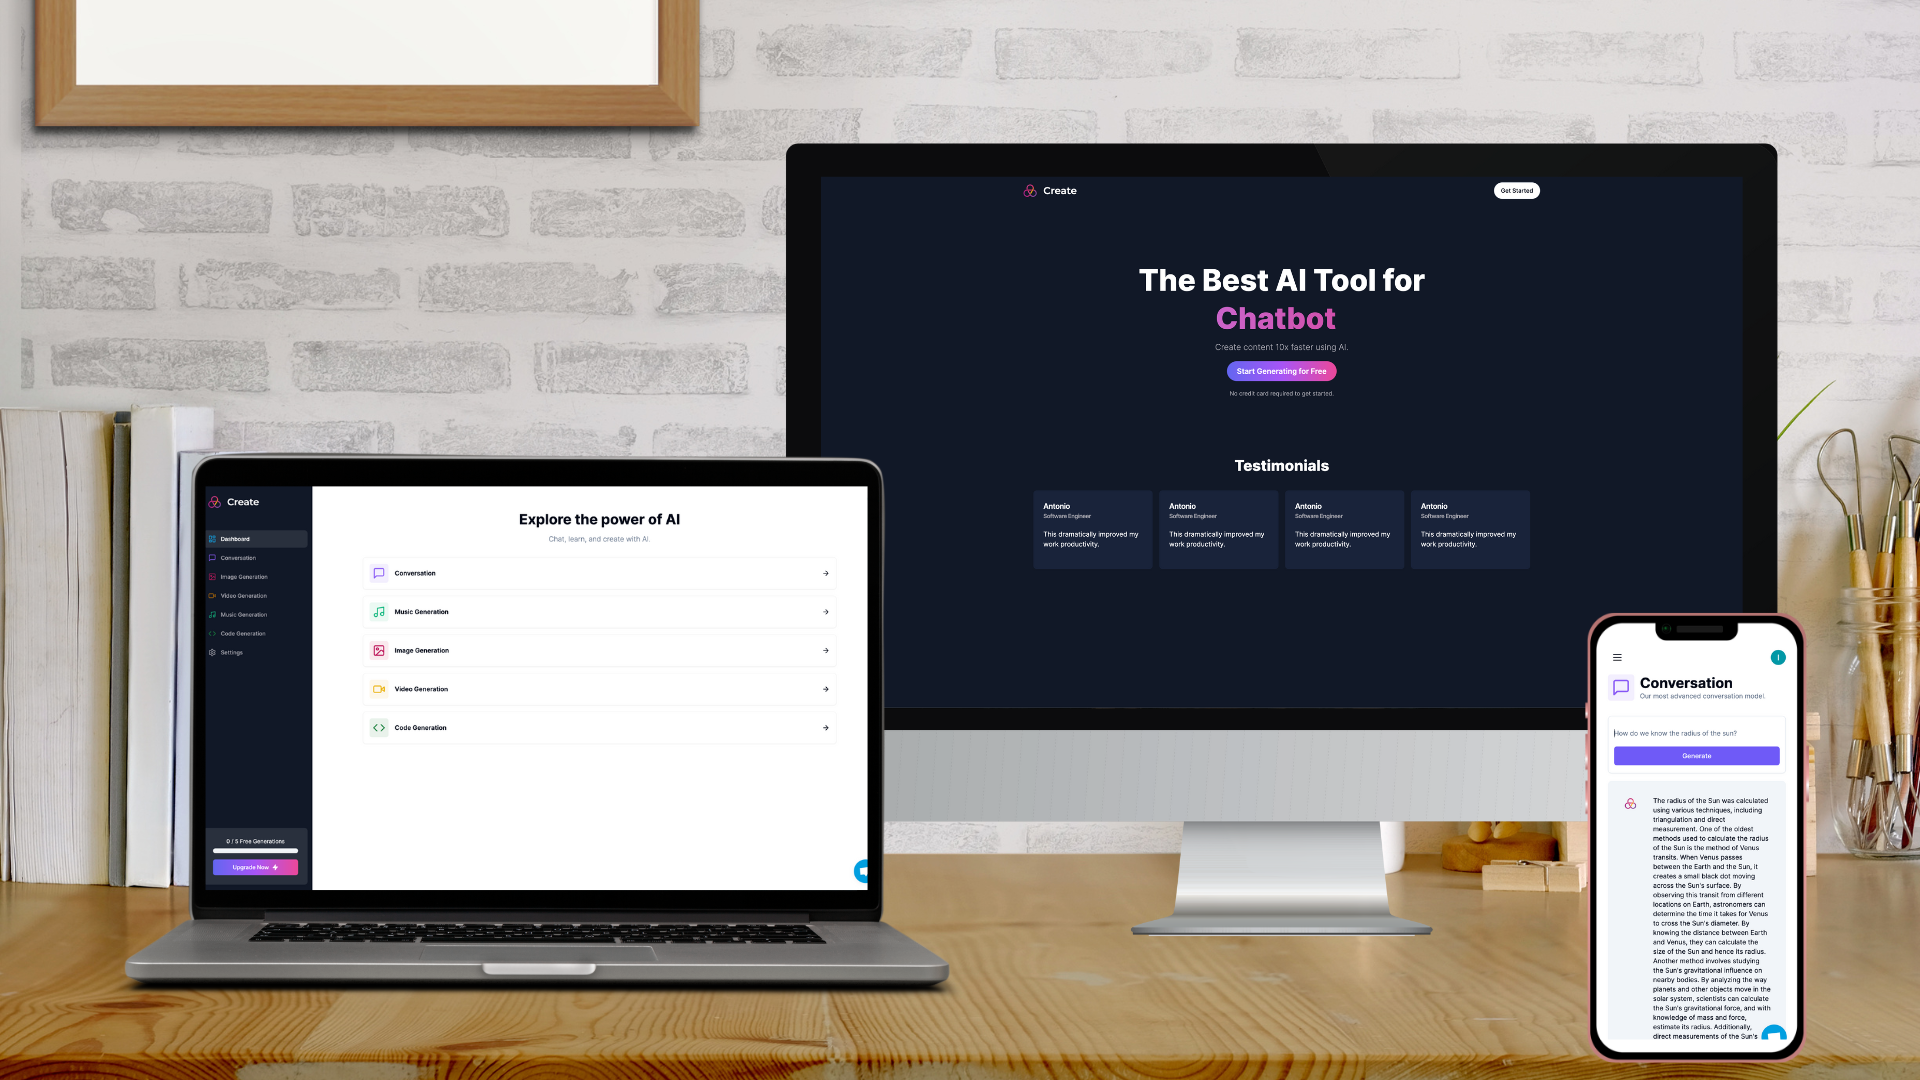 Create
Get Started
The Best AI Tool for
Chatbot
Create content 10x faster using AI.
Start Generating for Free
No credit card required to get started.
Testimonials
Antonio
Software Engineer
This dramatically improved my
work productivity.
Antonio
Software Engineer
This dramatically improved my
work productivity.
Antonio
Software Engineer
This dramatically improved my
work productivity.
Antonio
Software Engineer
This dramatically improved my
work productivity.
Create
Dashboard
Conversation
Image Generation
Video Generation
Music Generation
Code Generation
Settings
0 / 5 Free Generations
Upgrade Now
Explore the power of AI
Chat, learn, and create with AI.
Conversation
Music Generation
Image Generation
Video Generation
Code Generation
I
Conversation
Our most advanced conversation model.
How do we know the radius of the sun?
Generate
The radius of the Sun was calculated
using various techniques, including
triangulation and direct
measurement. One of the oldest
methods used to calculate the radius
of the Sun is the method of Venus
transits. When Venus passes
between the Earth and the Sun, it
creates a small black dot moving
across the Sun's surface. By
observing this transit from different
locations on Earth, astronomers can
determine the time it takes for Venus
to cross the Sun's diameter. By
knowing the distance between Earth
and Venus, they can calculate the
size of the Sun and hence its radius.
Another method involves studying
the Sun's gravitational influence on
nearby bodies. By analyzing the way
planets and other objects move in the
solar system, scientists can calculate
the Sun's gravitational force, and with
knowledge of mass and force,
estimate its radius. Additionally,
direct measurements of the Sun's